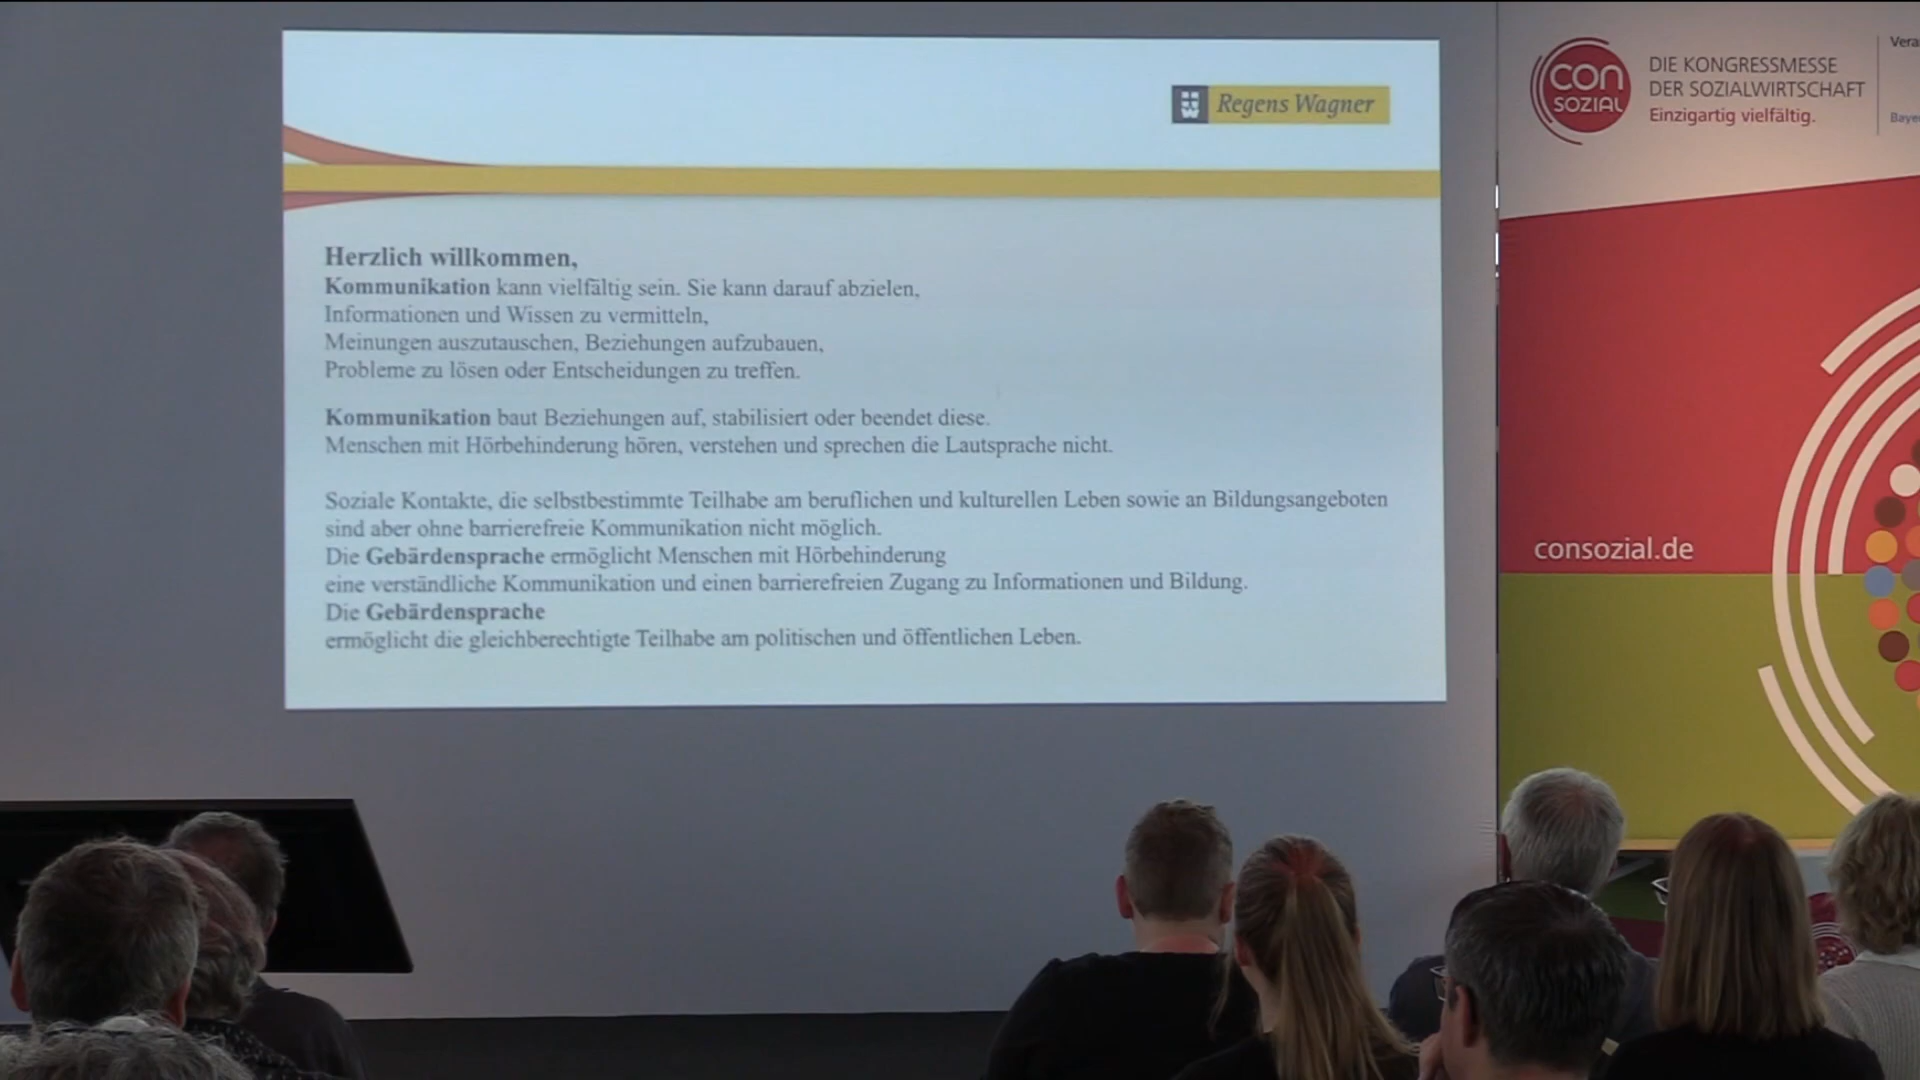 Regens Wagner
Herzlich willkommen,
Kommunikation kann vielfältig sein. Sie kann darauf abzielen,
Informationen und Wissen zu vermitteln,
Meinungen auszutauschen, Beziehungen aufzubauen,
Probleme zu lösen oder Entscheidungen zu treffen.
Kommunikation baut Beziehungen auf, stabilisiert oder beendet diese.
Menschen mit Hörbehinderung hören, verstehen und sprechen die Lautsprache nicht.
Soziale Kontakte, die selbstbestimmte Teilhabe am beruflichen und kulturellen Leben sowie an Bildungsangeboten
sind aber ohne barrierefreie Kommunikation nicht möglich.
Die Gebärdensprache ermöglicht Menschen mit Hörbehinderung
eine verständliche Kommunikation und einen barrierefreien Zugang zu Informationen und Bildung.
Die Gebärdensprache
ermöglicht die gleichberechtigte Teilhabe am politischen und öffentlichen Leben.
CON
SOZIAL
DIE KONGRESSMESSE
DER SOZIALWIRTSCHAFT
Einzigartig vielfältig.
Vera
Baye
consozial.de